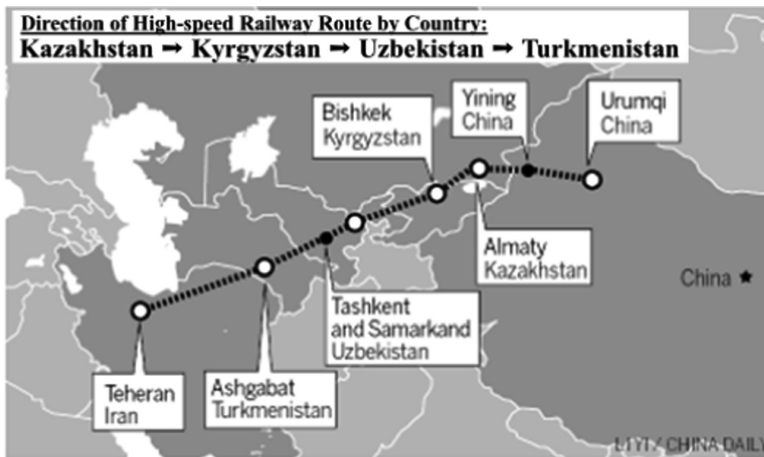 Direction of High-speed Railway Route by Country:
Kazakhstan ➞ Kyrgyzstan ➞ Uzbekistan ➞ Turkmenistan
Bishkek
Kyrgyzstan
Yining
China
Urumqi
China
Almaty
Kazakhstan
China
Tashkent
and Samarkand
Uzbekistan
Ashgabat
Turkmenistan
Teheran
Iran
/ CHINA DAILY